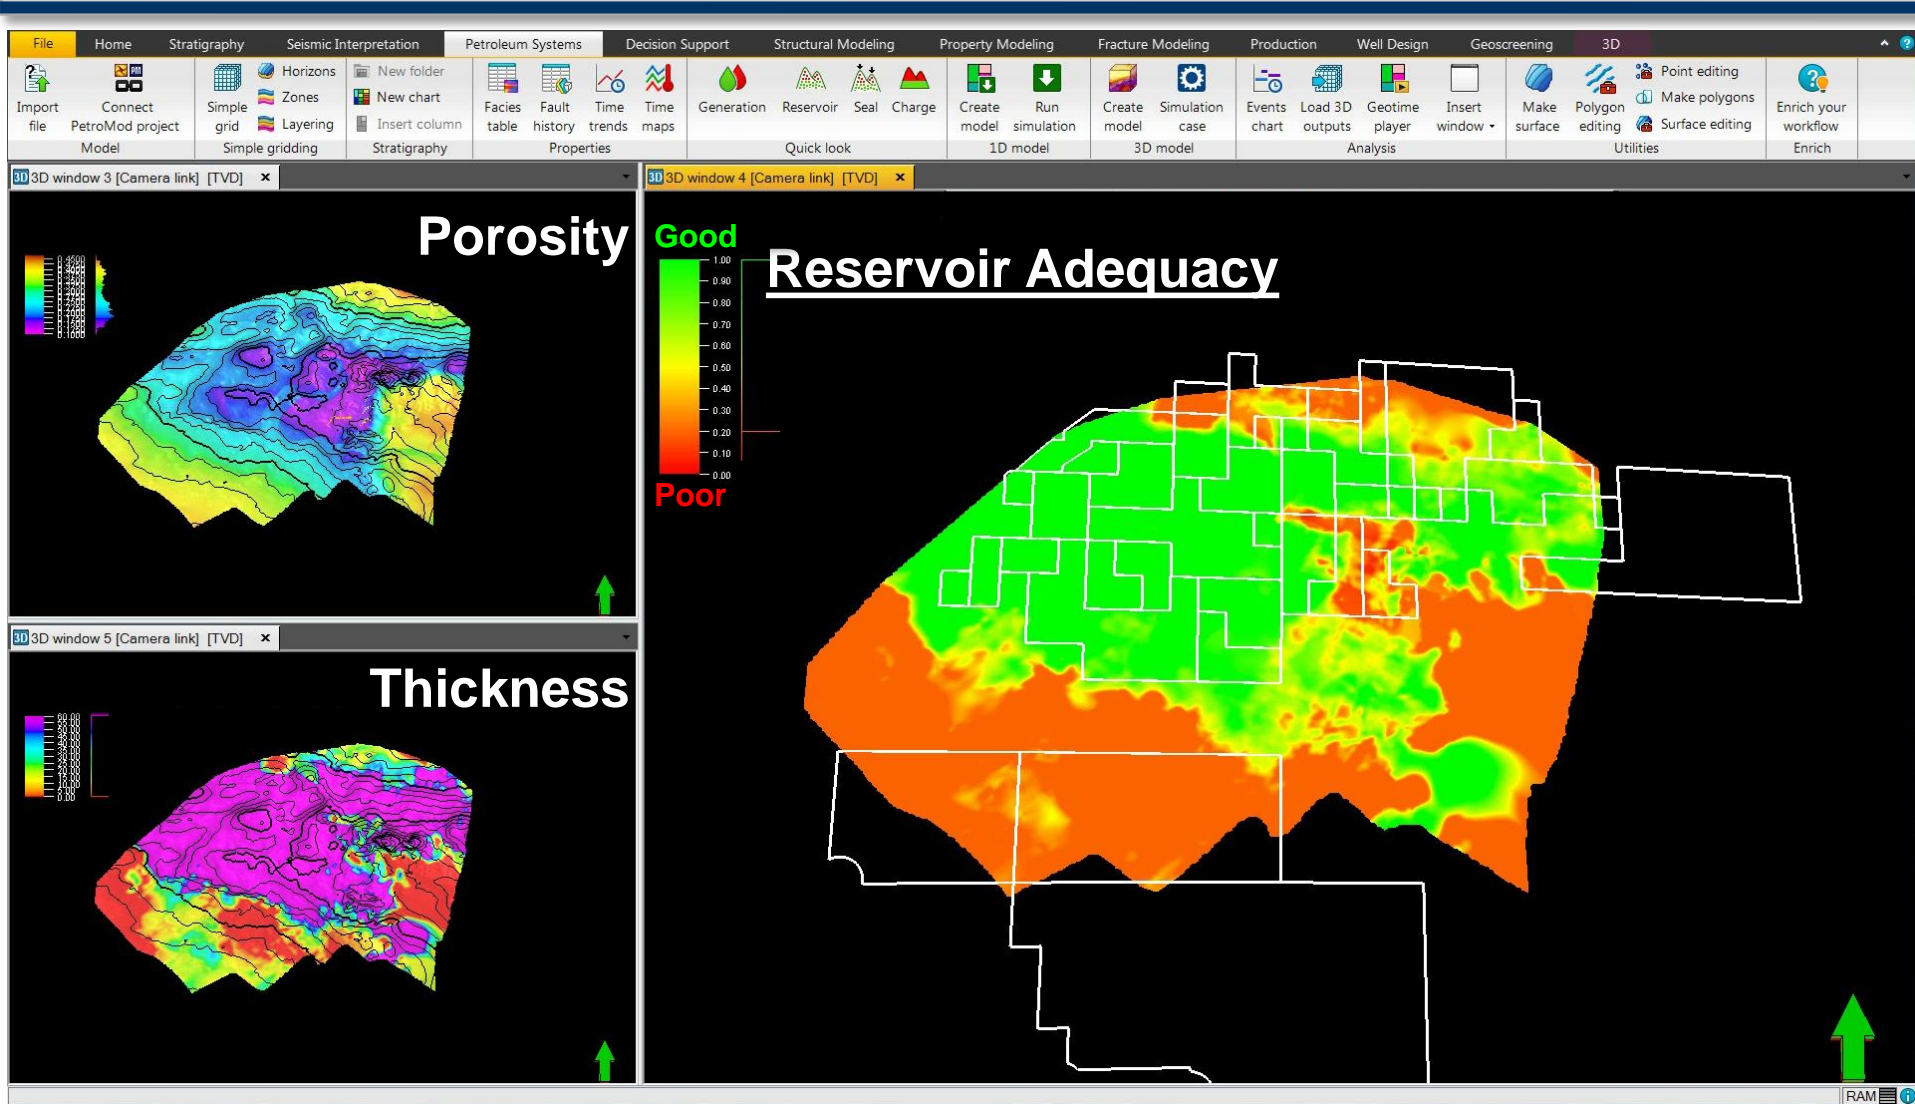 File Home Stratigraphy Seismic Interpretation Petroleum Systems Decision Support Structural Modeling Property Modeling Fracture Modeling Production Well Design Geoscreening 3D
Import file
Connect PetroMod project
Model
Simple grid
Horizons
Zones
Layering
Simple gridding
New folder
New chart
Insert column
Stratigraphy
Facies table
Fault history
Time trends
Time maps
Properties
Generation
Reservoir
Seal
Charge
Quick look
Create model
Run simulation
1D model
Create model
Simulation case
3D model
Events chart
Load 3D outputs
Geotime player
Insert window
Analysis
Make surface
Polygon editing
Point editing
Make polygons
Surface editing
Utilities
Enrich your workflow
Enrich
3D 3D window 3 [Camera link] [TVD] ×
Porosity
3D 3D window 5 [Camera link] [TVD] ×
Thickness
60.00
0.00
3D 3D window 4 [Camera link] [TVD] ×
Good
Reservoir Adequacy
1.00
0.90
0.80
0.70
0.60
0.50
0.40
0.30
0.20
0.10
0.00
Poor
RAM